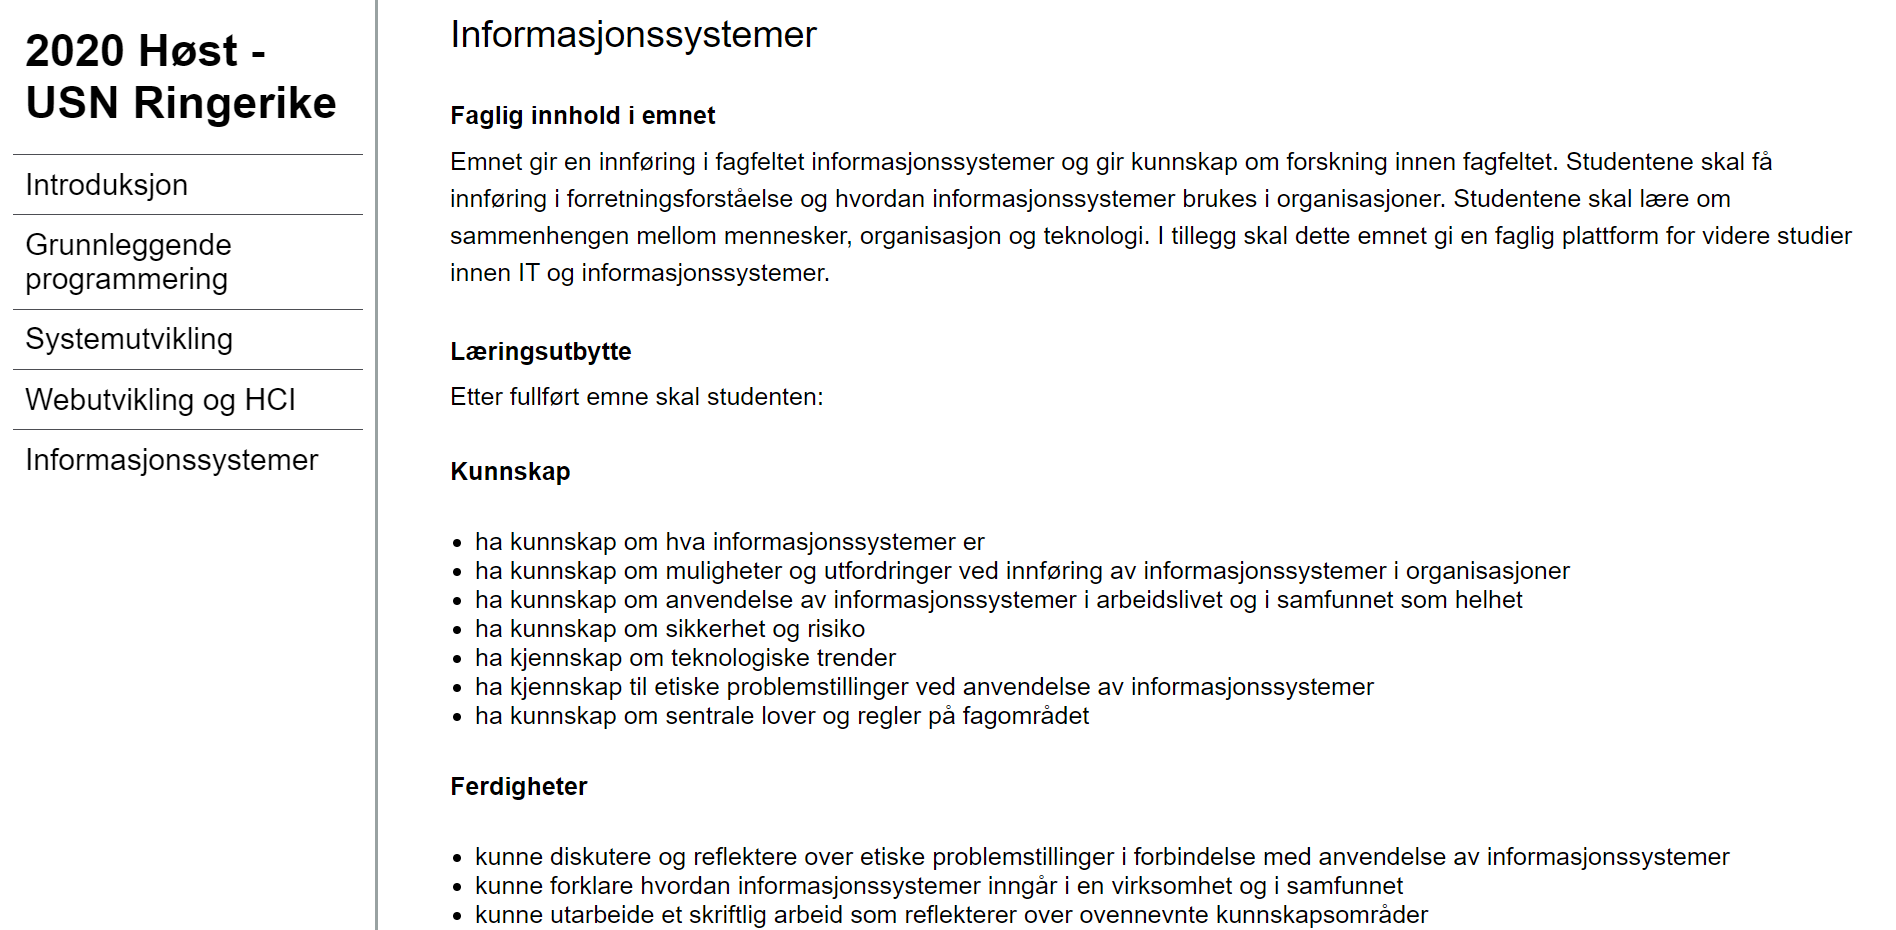 2020 Høst -
USN Ringerike
Introduksjon
Grunnleggende
programmering
Systemutvikling
Webutvikling og HCI
Informasjonssystemer
Informasjonssystemer
Faglig innhold i emnet
Emnet gir en innføring i fagfeltet informasjonssystemer og gir kunnskap om forskning innen fagfeltet. Studentene skal få
innføring i forretningsforståelse og hvordan informasjonssystemer brukes i organisasjoner. Studentene skal lære om
sammenhengen mellom mennesker, organisasjon og teknologi. I tillegg skal dette emnet gi en faglig plattform for videre studier
innen IT og informasjonssystemer.
Læringsutbytte
Etter fullført emne skal studenten:
Kunnskap
• ha kunnskap om hva informasjonssystemer er
• ha kunnskap om muligheter og utfordringer ved innføring av informasjonssystemer i organisasjoner
• ha kunnskap om anvendelse av informasjonssystemer i arbeidslivet og i samfunnet som helhet
• ha kunnskap om sikkerhet og risiko
• ha kjennskap om teknologiske trender
• ha kjennskap til etiske problemstillinger ved anvendelse av informasjonssystemer
• ha kunnskap om sentrale lover og regler på fagområdet
Ferdigheter
• kunne diskutere og reflektere over etiske problemstillinger i forbindelse med anvendelse av informasjonssystemer
• kunne forklare hvordan informasjonssystemer inngår i en virksomhet og i samfunnet
• kunne utarbeide et skriftlig arbeid som reflekterer over ovennevnte kunnskapsområder